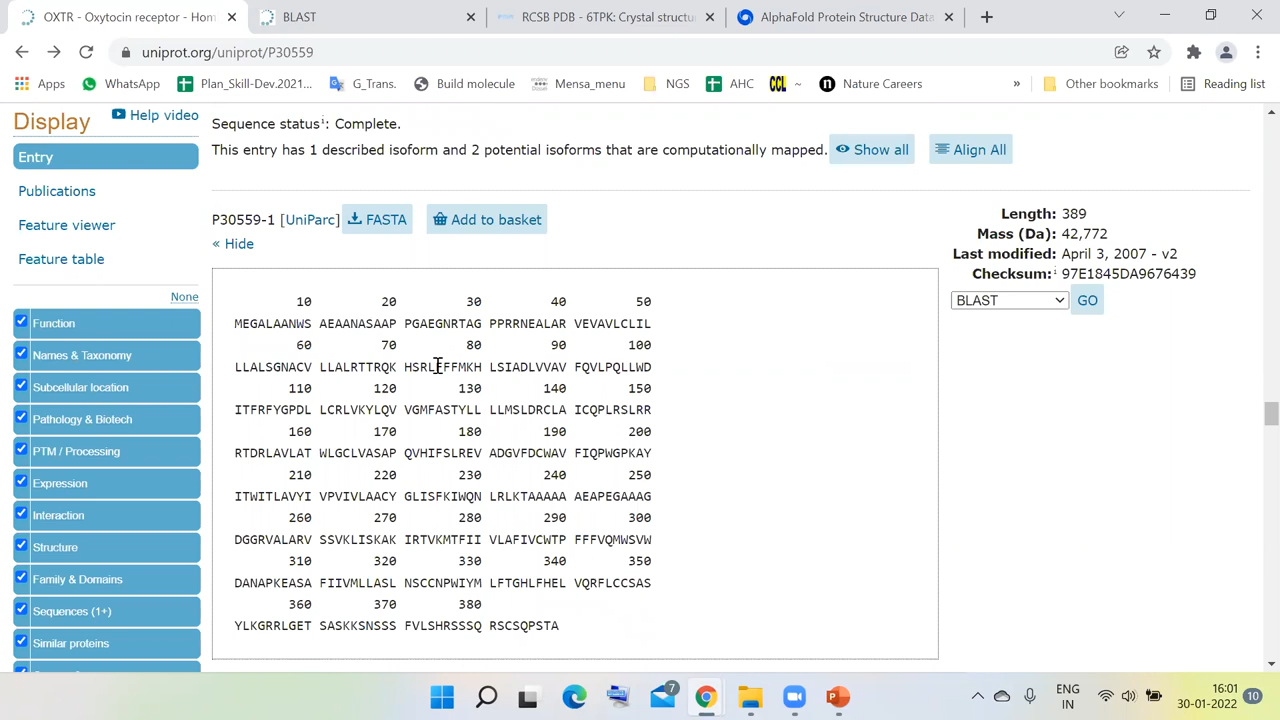 OXTR - Oxytocin receptor - Hom
BLAST
RCSB PDB - 6TPK: Crystal structu
AlphaFold Protein Structure Data
uniprot.org/uniprot/P30559
Apps
WhatsApp
Plan_Skill-Dev.2021...
G_Trans.
Build molecule
Mensa_menu
NGS
AHC
CCL ~
Nature Careers
»
Other bookmarks
Reading list
Display
Help video
Entry
Publications
Feature viewer
Feature table
None
Function
Names & Taxonomy
Subcellular location
Pathology & Biotech
PTM / Processing
Expression
Interaction
Structure
Family & Domains
Sequences (1+)
Similar proteins
Sequence statusi: Complete.
This entry has 1 described isoform and 2 potential isoforms that are computationally mapped. Show all Align All
P30559-1 [UniParc] FASTA Add to basket
« Hide
10 20 30 40 50
MEGALAANWS AEAANASAAP PGAEGNRTAG PPRRNEALAR VEVAVLCLIL
60 70 80 90 100
LLALSGNACV LLALRTTRQK HSRLFFFMKH LSIADLVVAV FQVLPQLLWD
110 120 130 140 150
ITFRFYGPDL LCRLVKYLQV VGMFASTYLL LLMSLDRCLA ICQPLRSLRR
160 170 180 190 200
RTDRLAVLAT WLGCLVASAP QVHIFSLREV ADGVFDCWAV FIQPWGPKAY
210 220 230 240 250
ITWITLAVYI VPVIVLAACY GLISFKIWQN LRLKTAAAAA AEAPEGAAAG
260 270 280 290 300
DGGRVALARV SSVKLISKAK IRTVKMTFII VLAFIVCWTP FFFVQMWSVW
310 320 330 340 350
DANAPKEASA FIIVMLLASL NSCCNPWIYM LFTGHLFHEL VQRFLCCSAS
360 370 380
YLKGRRLGET SASKKSNSSS FVLSHRSSSQ RSCSQPSTA
Length: 389
Mass (Da): 42,772
Last modified: April 3, 2007 - v2
Checksum:i 97E1845DA9676439
BLAST GO
7
ENG
IN
16:01
30-01-2022
10